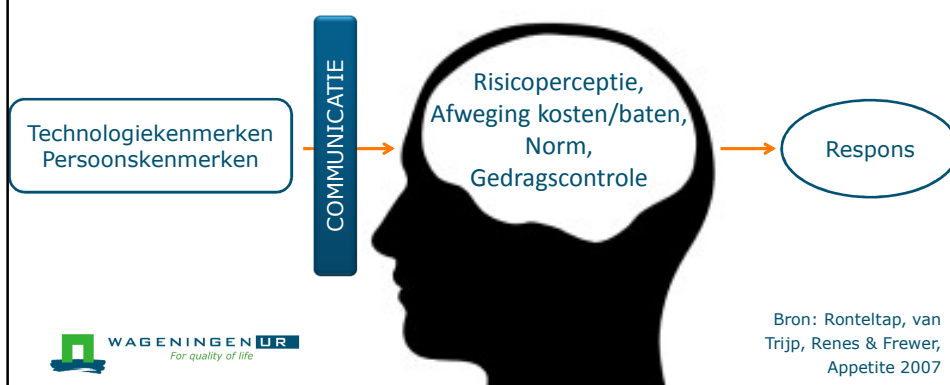 Technologiekenmerken
Persoonskenmerken
COMMUNICATIE
Risicoperceptie,
Afweging kosten/baten,
Norm,
Gedragscontrole
Respons
WAGENINGEN UR
For quality of life
Bron: Ronteltap, van
Trijp, Renes & Frewer,
Appetite 2007